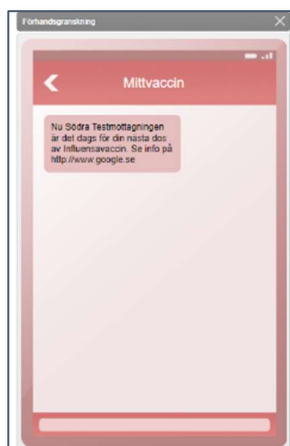 Förhandsgranskning
Mittvaccin
Nu Södra Testmottagningen
är det dags för din nästa dos
av Influensavaccin. Se info på
http://www.google.se